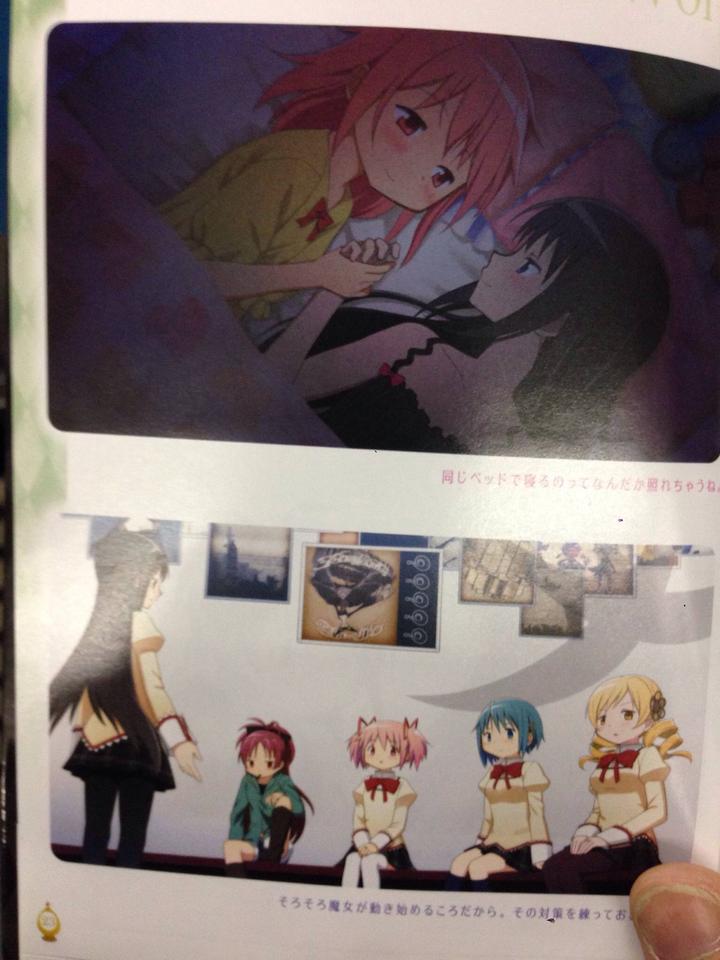 同じベッドで寝るのってなんだか照れちゃうね
そろそろ魔女が動き始めるころだから。その対策を練ってお
23